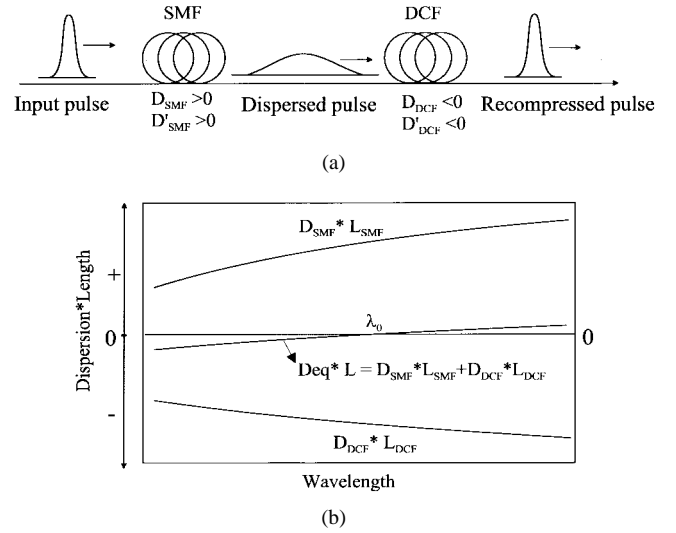 SMF DCF
Input pulse D_SMF>0 Dispersed pulse D_DCF<0 Recompressed pulse
D'_SMF>0 D'_DCF<0
(a)
D_SMF* L_SMF
+
λ_0
0 0
Deq* L = D_SMF*L_SMF+D_DCF*L_DCF
-
D_DCF* L_DCF
Dispersion*Length
Wavelength
(b)